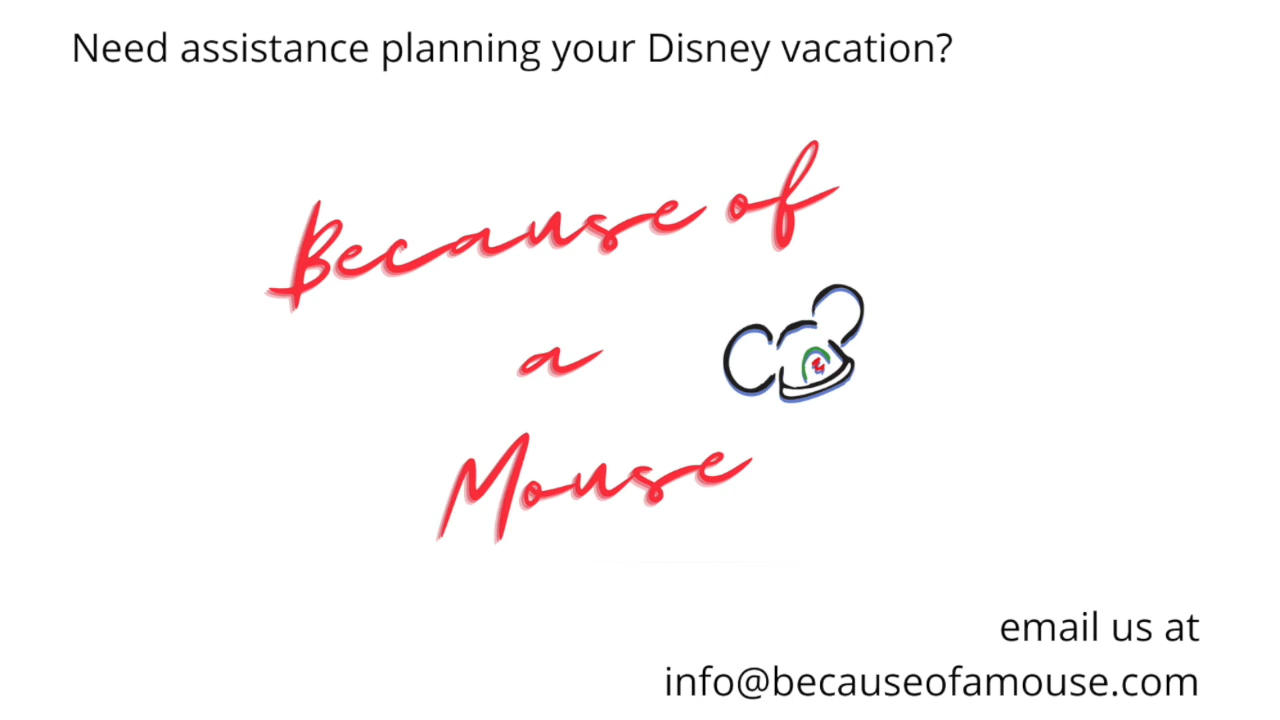 Need assistance planning your Disney vacation?
Because of
a
Mouse
email us at
info@becauseofamouse.com